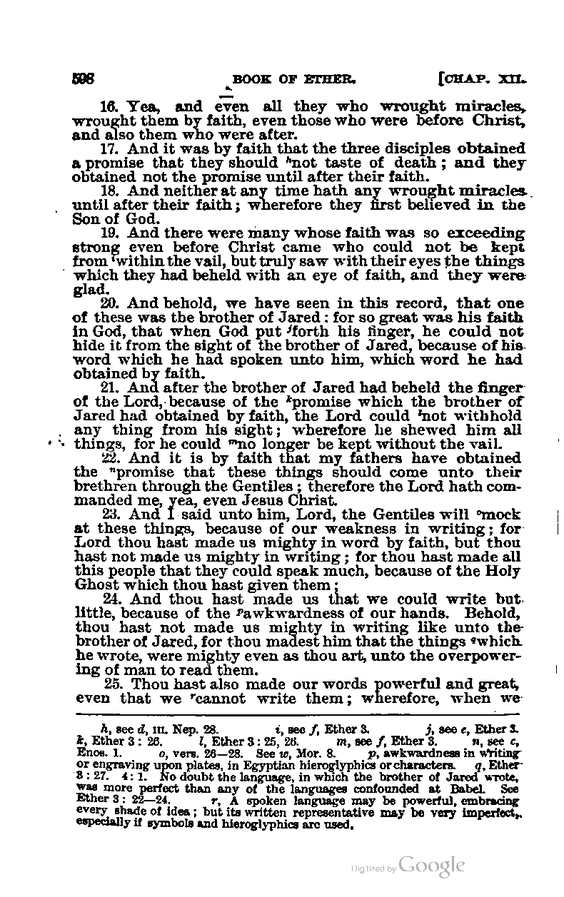 598 BOOK OF ETHER. [CHAP. XII.
16. Yea, and even all they who wrought miracles,
wrought them by faith, even those who were before Christ,
and also them who were after.
17. And it was by faith that the three disciples obtained
a promise that they should ʰnot taste of death; and they
obtained not the promise until after their faith.
18. And neither at any time hath any wrought miracles
until after their faith; wherefore they first believed in the
Son of God.
19. And there were many whose faith was so exceeding
strong even before Christ came who could not be kept
from ⁱwithin the vail, but truly saw with their eyes the things
which they had beheld with an eye of faith, and they were
glad.
20. And behold, we have seen in this record, that one
of these was the brother of Jared: for so great was his faith
in God, that when God put ʲforth his finger, he could not
hide it from the sight of the brother of Jared, because of his
word which he had spoken unto him, which word he had
obtained by faith.
21. And after the brother of Jared had beheld the finger
of the Lord, because of the ᵏpromise which the brother of
Jared had obtained by faith, the Lord could ˡnot withhold
any thing from his sight; wherefore he shewed him all
things, for he could ᵐno longer be kept without the vail.
22. And it is by faith that my fathers have obtained
the ⁿpromise that these things should come unto their
brethren through the Gentiles; therefore the Lord hath com-
manded me, yea, even Jesus Christ.
23. And I said unto him, Lord, the Gentiles will ᵒmock
at these things, because of our weakness in writing; for
Lord thou hast made us mighty in word by faith, but thou
hast not made us mighty in writing; for thou hast made all
this people that they could speak much, because of the Holy
Ghost which thou hast given them;
24. And thou hast made us that we could write but
little, because of the ᵖawkwardness of our hands. Behold,
thou hast not made us mighty in writing like unto the
brother of Jared, for thou madest him that the things ᑫwhich
he wrote, were mighty even as thou art, unto the overpower-
ing of man to read them.
25. Thou hast also made our words powerful and great,
even that we ʳcannot write them; wherefore, when we
h, see d, III. Nep. 28. i, see f, Ether 3. j, see e, Ether 3.
k, Ether 3: 26. l, Ether 3: 25, 26. m, see f, Ether 3. n, see c,
Enos. 1. o, vers. 26—28. See w, Mor. 8. p, awkwardness in writing
or engraving upon plates, in Egyptian hieroglyphics or characters. q, Ether
3: 27. 4: 1. No doubt the language, in which the brother of Jared wrote,
was more perfect than any of the languages confounded at Babel. See
Ether 3: 22—24. r, A spoken language may be powerful, embracing
every shade of idea; but its written representative may be very imperfect,
especially if symbols and hieroglyphics are used.
Digitized by Google